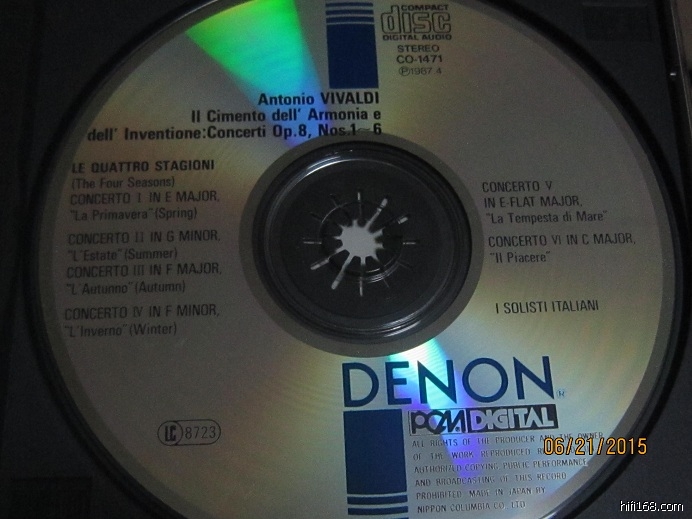 COMPACT
disc
DIGITAL AUDIO
STEREO
CO-1471
Ⓟ1987 4
Antonio VIVALDI
Il Cimento dell' Armonia e
dell' Inventione:Concerti Op.8, Nos.1~6
LE QUATTRO STAGIONI
(The Four Seasons)
CONCERTO I IN E MAJOR,
"La Primavera" (Spring)
CONCERTO II IN G MINOR,
"L'Estate" (Summer)
CONCERTO III IN F MAJOR,
"L'Autunno" (Autumn)
CONCERTO IV IN F MINOR,
"L'Inverno" (Winter)
CONCERTO V
IN E-FLAT MAJOR,
"La Tempesta di Mare"
CONCERTO VI IN C MAJOR,
"Il Piacere"
I SOLISTI ITALIANI
DENON®
PCM DIGITAL
LC 8723
ALL RIGHTS OF THE PRODUCER AND THE OWNER
OF THE WORK REPRODUCED
AUTHORIZED COPYING PUBLIC PERFORMANCE
AND BROADCASTING OF THIS RECORD
PROHIBITED. MADE IN JAPAN BY
NIPPON COLUMBIA CO., LTD.
06/21/2015
hifi168.com